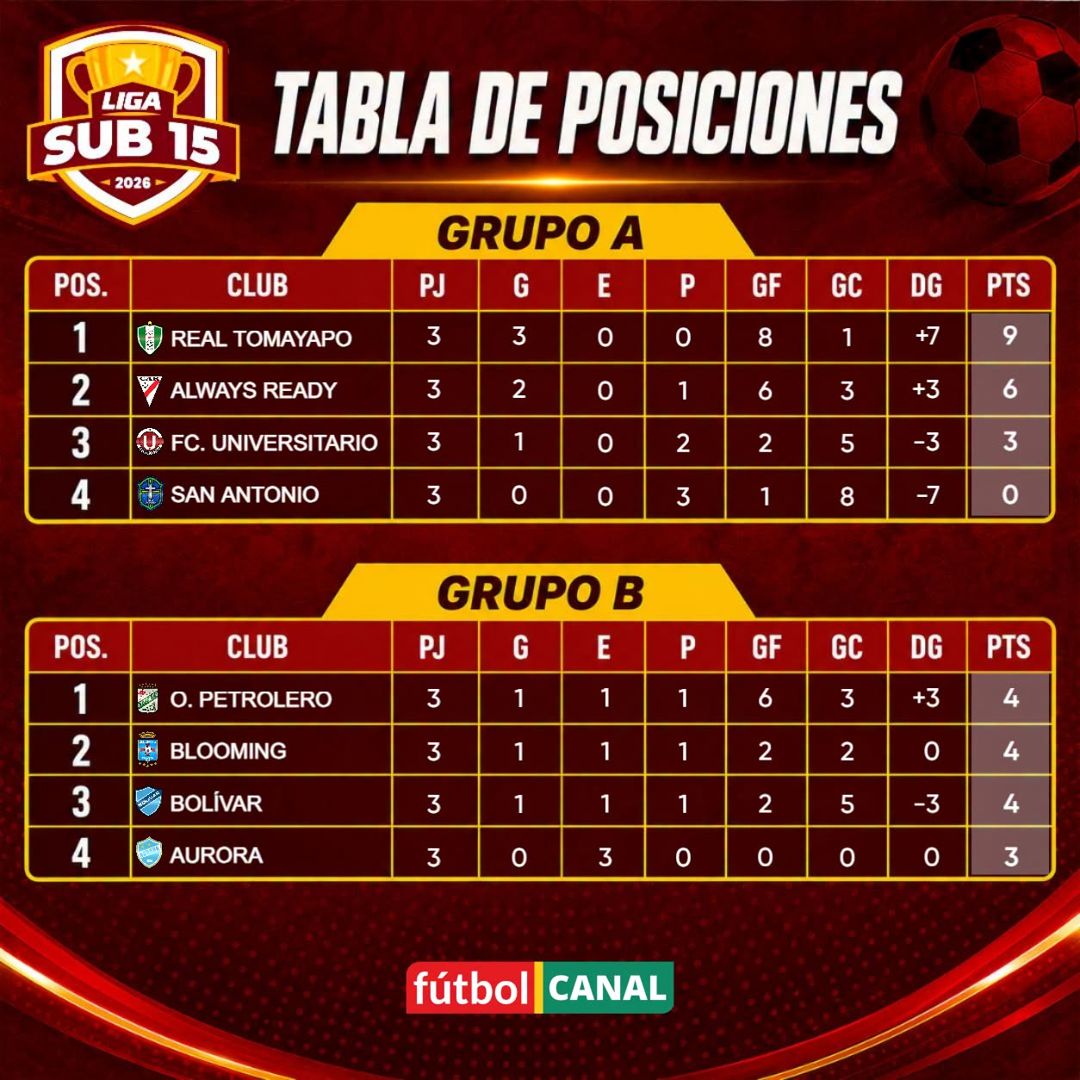 LIGA
SUB 15
2026
TABLA DE POSICIONES
GRUPO A
POS. CLUB PJ G E P GF GC DG PTS
1 REAL TOMAYAPO 3 3 0 0 8 1 +7 9
2 ALWAYS READY 3 2 0 1 6 3 +3 6
3 FC. UNIVERSITARIO 3 1 0 2 2 5 -3 3
4 SAN ANTONIO 3 0 0 3 1 8 -7 0
GRUPO B
POS. CLUB PJ G E P GF GC DG PTS
1 O. PETROLERO 3 1 1 1 6 3 +3 4
2 BLOOMING 3 1 1 1 2 2 0 4
3 BOLÍVAR 3 1 1 1 2 5 -3 4
4 AURORA 3 0 3 0 0 0 0 3
fútbol CANAL